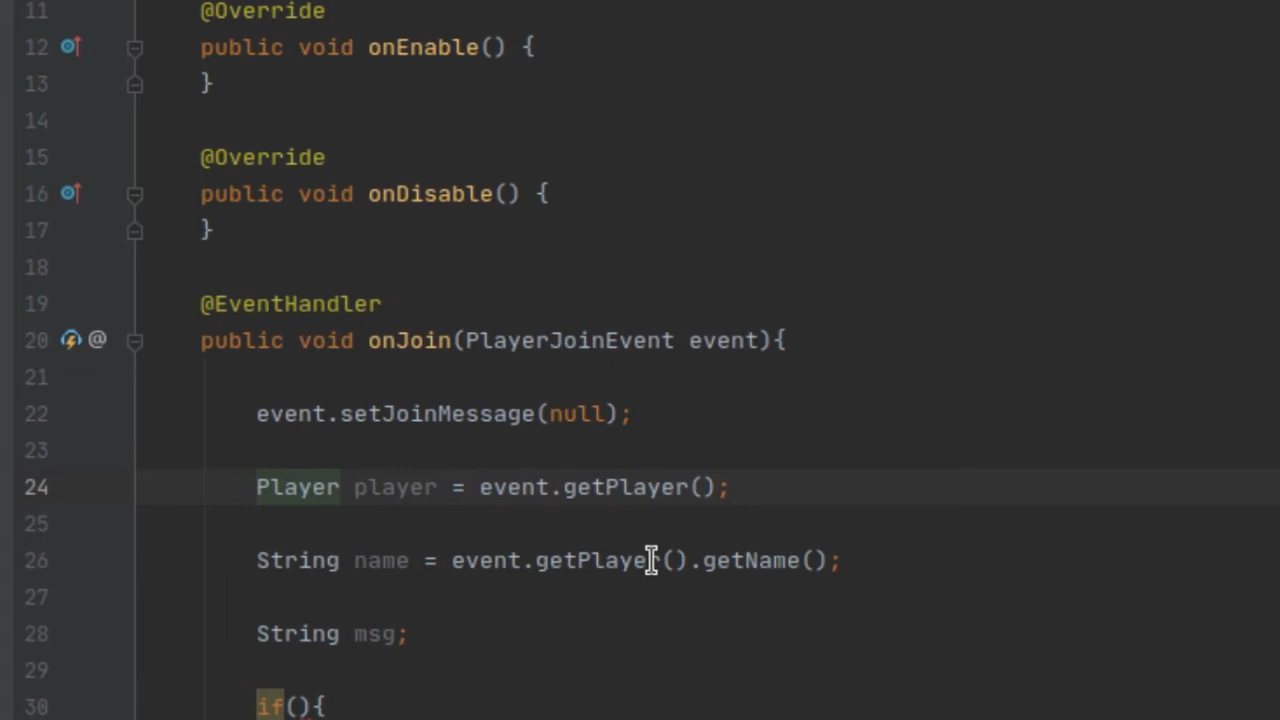 11 @Override
12 public void onEnable() {
13 }
14
15 @Override
16 public void onDisable() {
17 }
18
19 @EventHandler
20 @ public void onJoin(PlayerJoinEvent event){
21
22 event.setJoinMessage(null);
23
24 Player player = event.getPlayer();
25
26 String name = event.getPlayer().getName();
27
28 String msg;
29
30 if(){